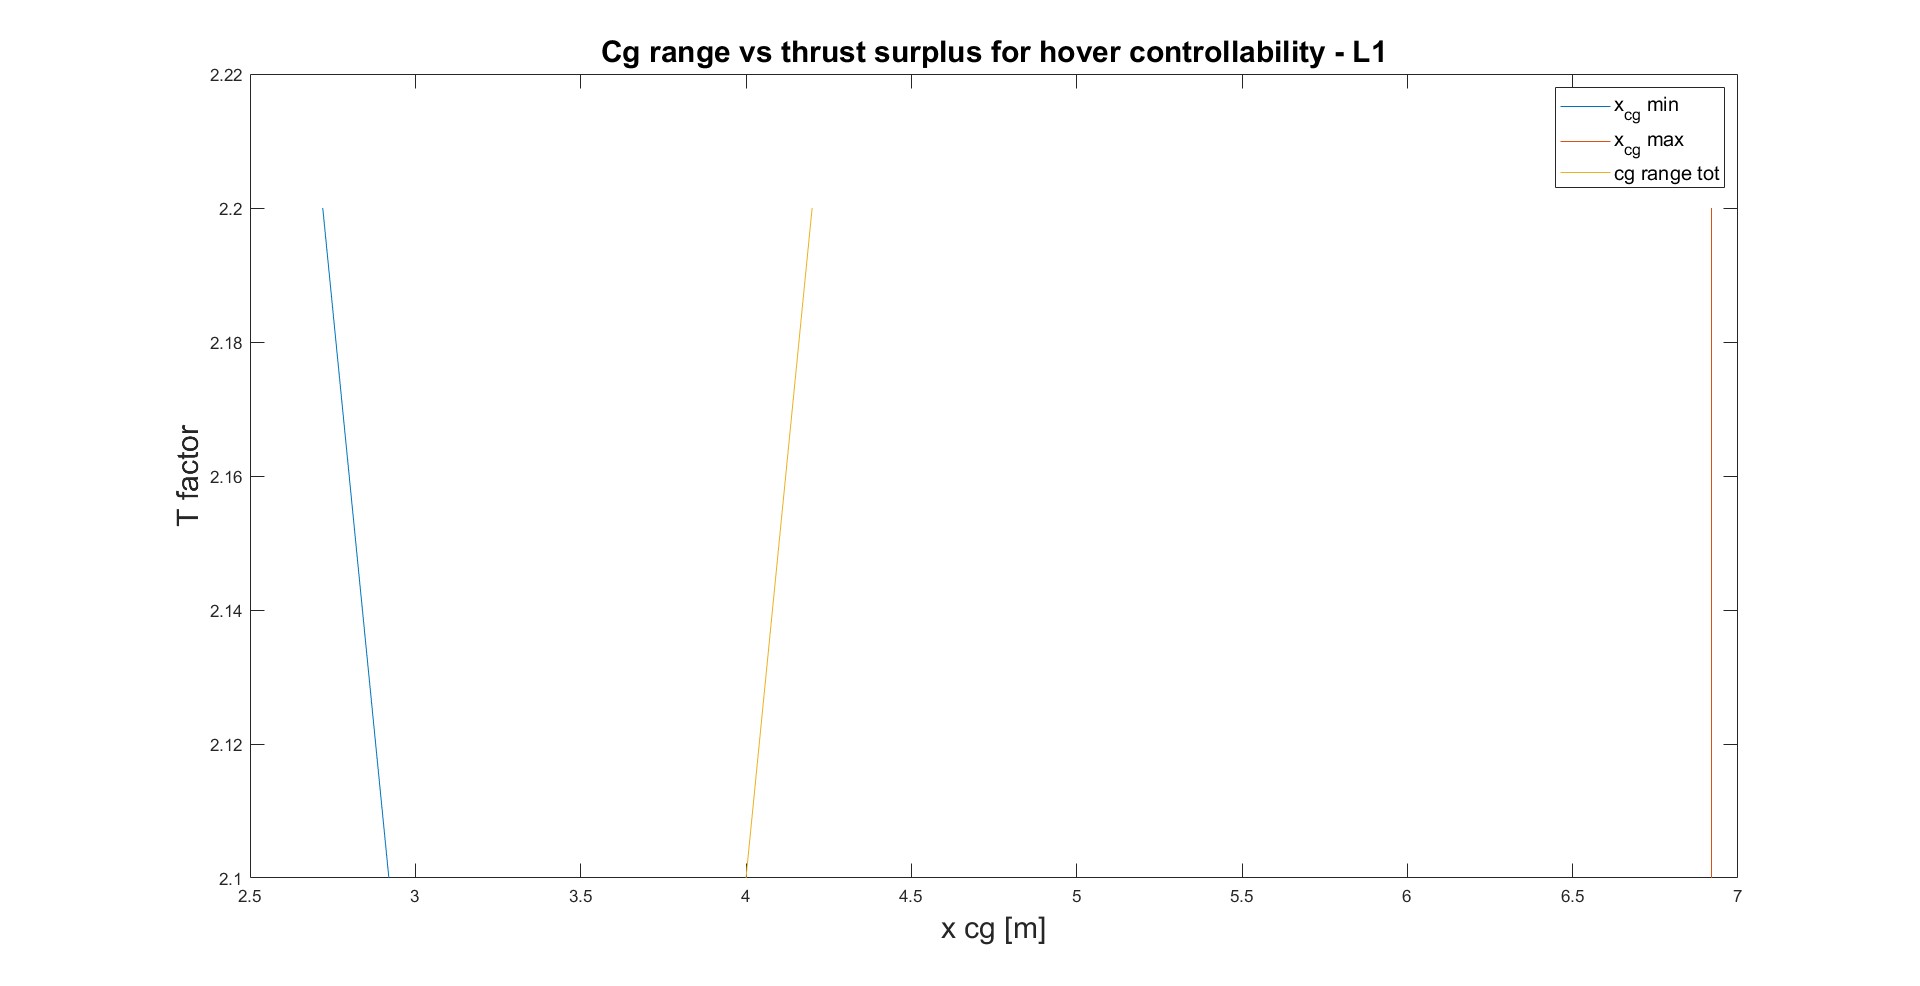 Cg range vs thrust surplus for hover controllability - L1
2.22
2.2
2.18
2.16
2.14
2.12
2.1
T factor
2.5 3 3.5 4 4.5 5 5.5 6 6.5 7
x cg [m]
x_cg min
x_cg max
cg range tot